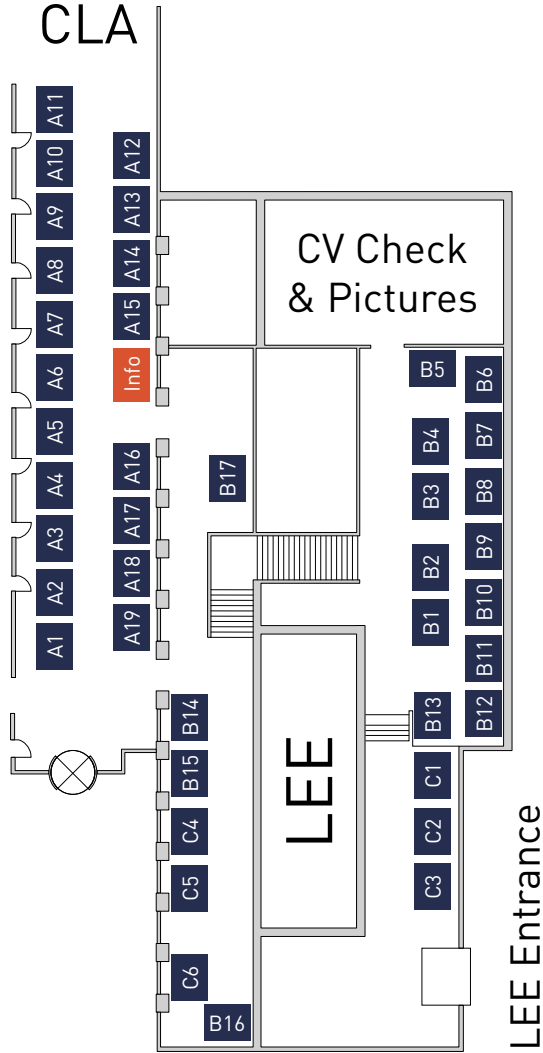 CLA
A11
A10
A9
A8
A7
A6
A5
A4
A3
A2
A1
A12
A13
A14
A15
Info
A16
A17
A18
A19
CV Check
& Pictures
B17
B5
B6
B4
B7
B3
B8
B2
B9
B1
B10
B11
B13
B12
B14
B15
C4
C5
C6
B16
LEE
C1
C2
C3
LEE Entrance